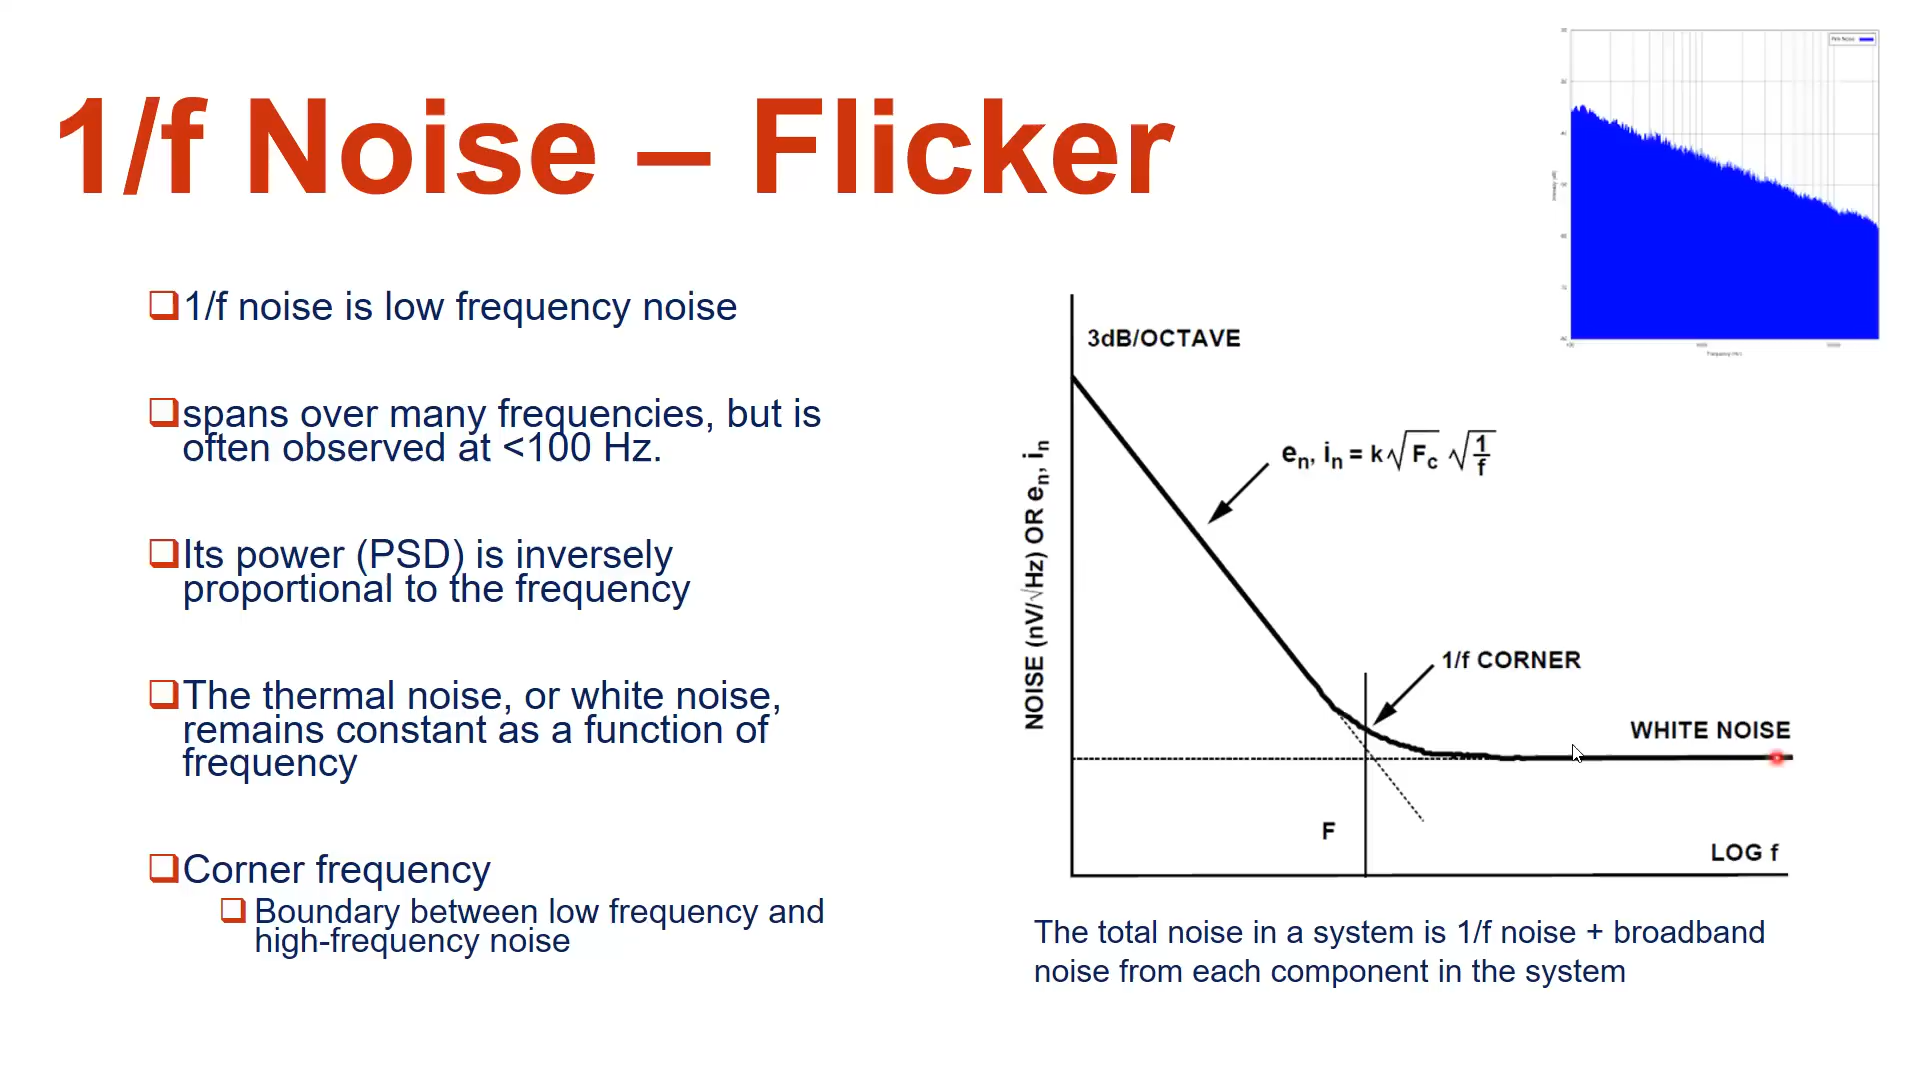 1/f Noise – Flicker
1/f noise is low frequency noise
spans over many frequencies, but is
often observed at <100 Hz.
Its power (PSD) is inversely
proportional to the frequency
The thermal noise, or white noise,
remains constant as a function of
frequency
Corner frequency
Boundary between low frequency and
high-frequency noise
3dB/OCTAVE
NOISE (nV/√Hz) OR en, in
en, in = k√Fc √1/f
1/f CORNER
WHITE NOISE
F
LOG f
The total noise in a system is 1/f noise + broadband
noise from each component in the system
Frequency (Hz)